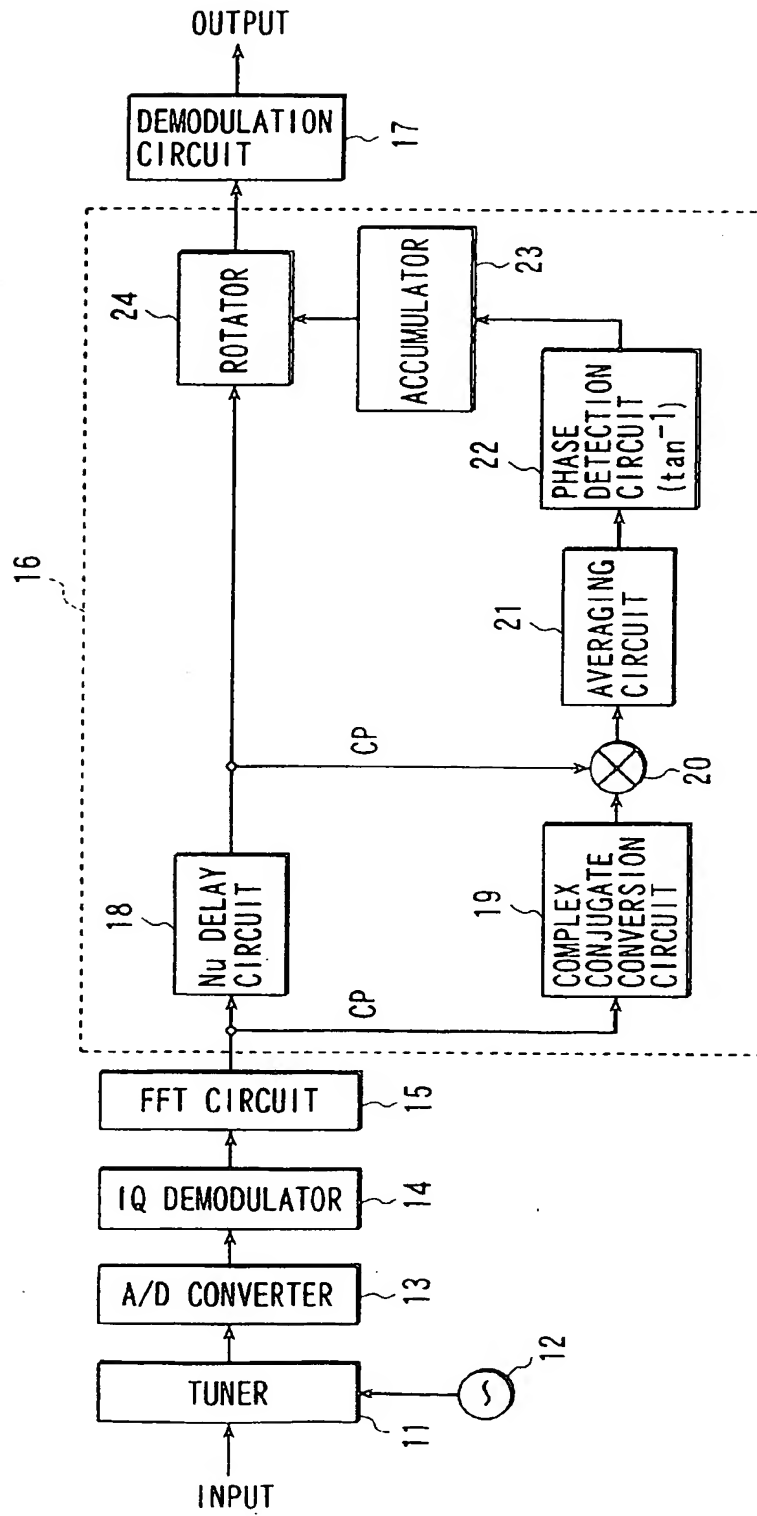 INPUT
TUNER
11
12
A/D CONVERTER
13
IQ DEMODULATOR
14
FFT CIRCUIT
15
16
18
Nu DELAY
CIRCUIT
CP
19
COMPLEX
CONJUGATE
CONVERSION
CIRCUIT
CP
20
21
AVERAGING
CIRCUIT
22
PHASE
DETECTION
CIRCUIT
(tan⁻¹)
ACCUMULATOR
23
24
ROTATOR
DEMODULATION
CIRCUIT
17
OUTPUT